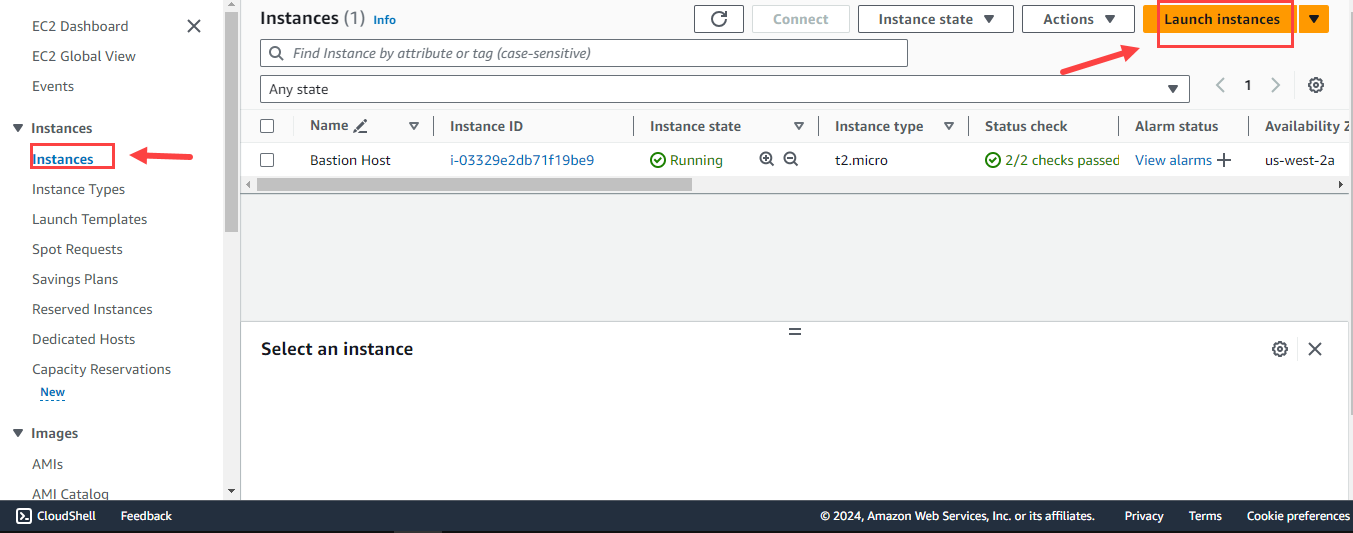 EC2 Dashboard
EC2 Global View
Events
Instances
Instances
Instance Types
Launch Templates
Spot Requests
Savings Plans
Reserved Instances
Dedicated Hosts
Capacity Reservations
New
Images
AMIs
AMI Catalog
Instances (1) Info
Connect
Instance state
Actions
Launch instances
Find Instance by attribute or tag (case-sensitive)
Any state
1
Name Instance ID Instance state Instance type Status check Alarm status Availability Z
Bastion Host i-03329e2db71f19be9 Running t2.micro 2/2 checks passed View alarms us-west-2a
Select an instance
CloudShell Feedback © 2024, Amazon Web Services, Inc. or its affiliates. Privacy Terms Cookie preferences